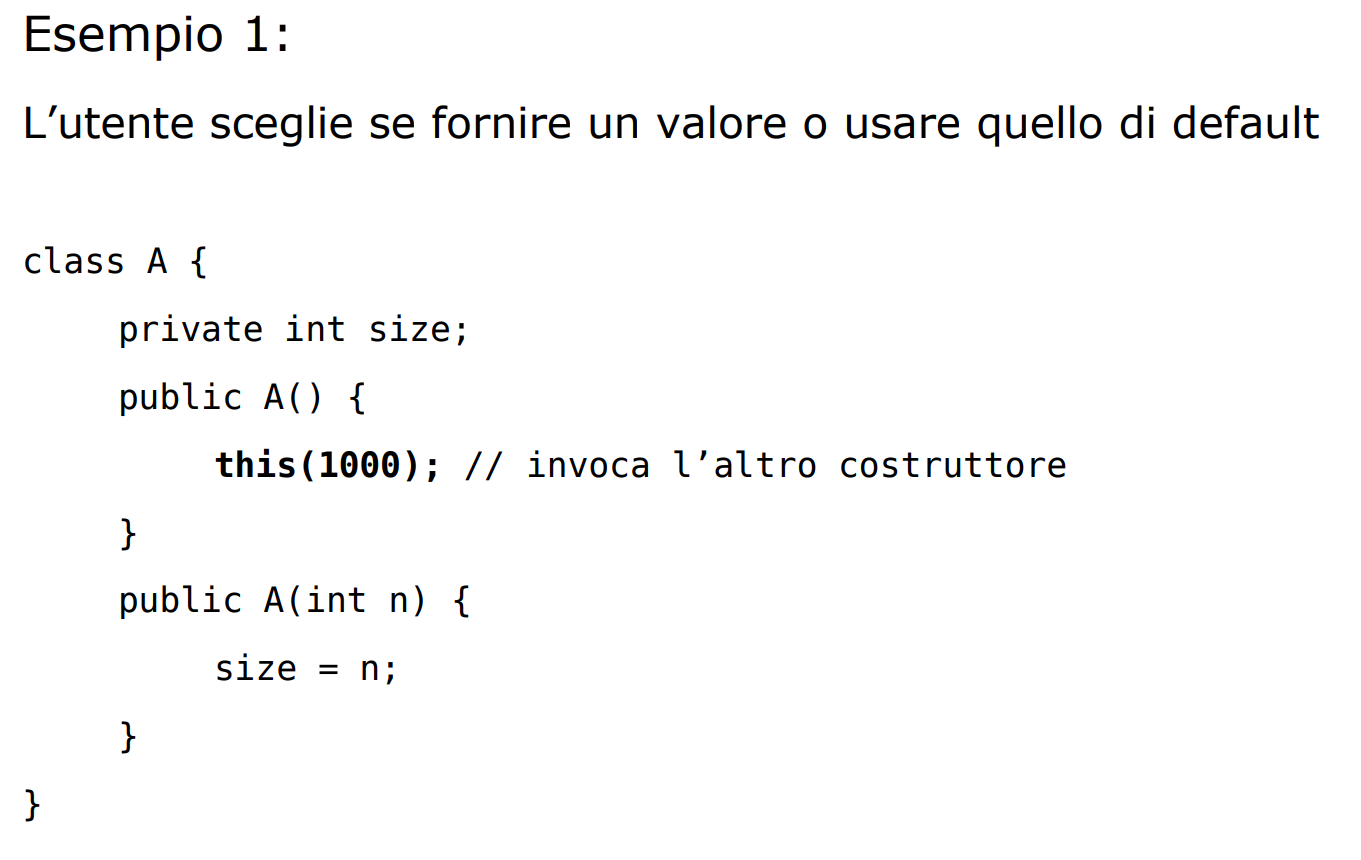 Esempio 1:
L’utente sceglie se fornire un valore o usare quello di default
class A {
private int size;
public A() {
this(1000); // invoca l’altro costruttore
}
public A(int n) {
size = n;
}
}